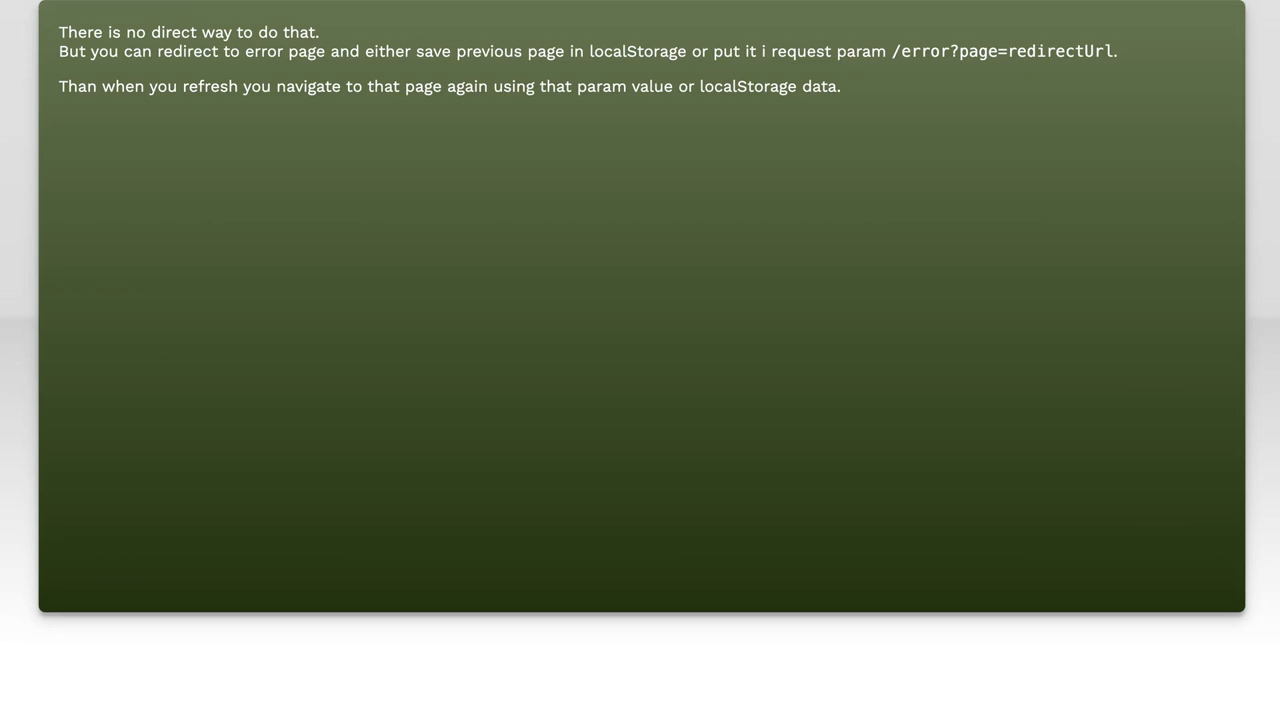 There is no direct way to do that.
But you can redirect to error page and either save previous page in localStorage or put it i request param /error?page=redirectUrl.
Than when you refresh you navigate to that page again using that param value or localStorage data.